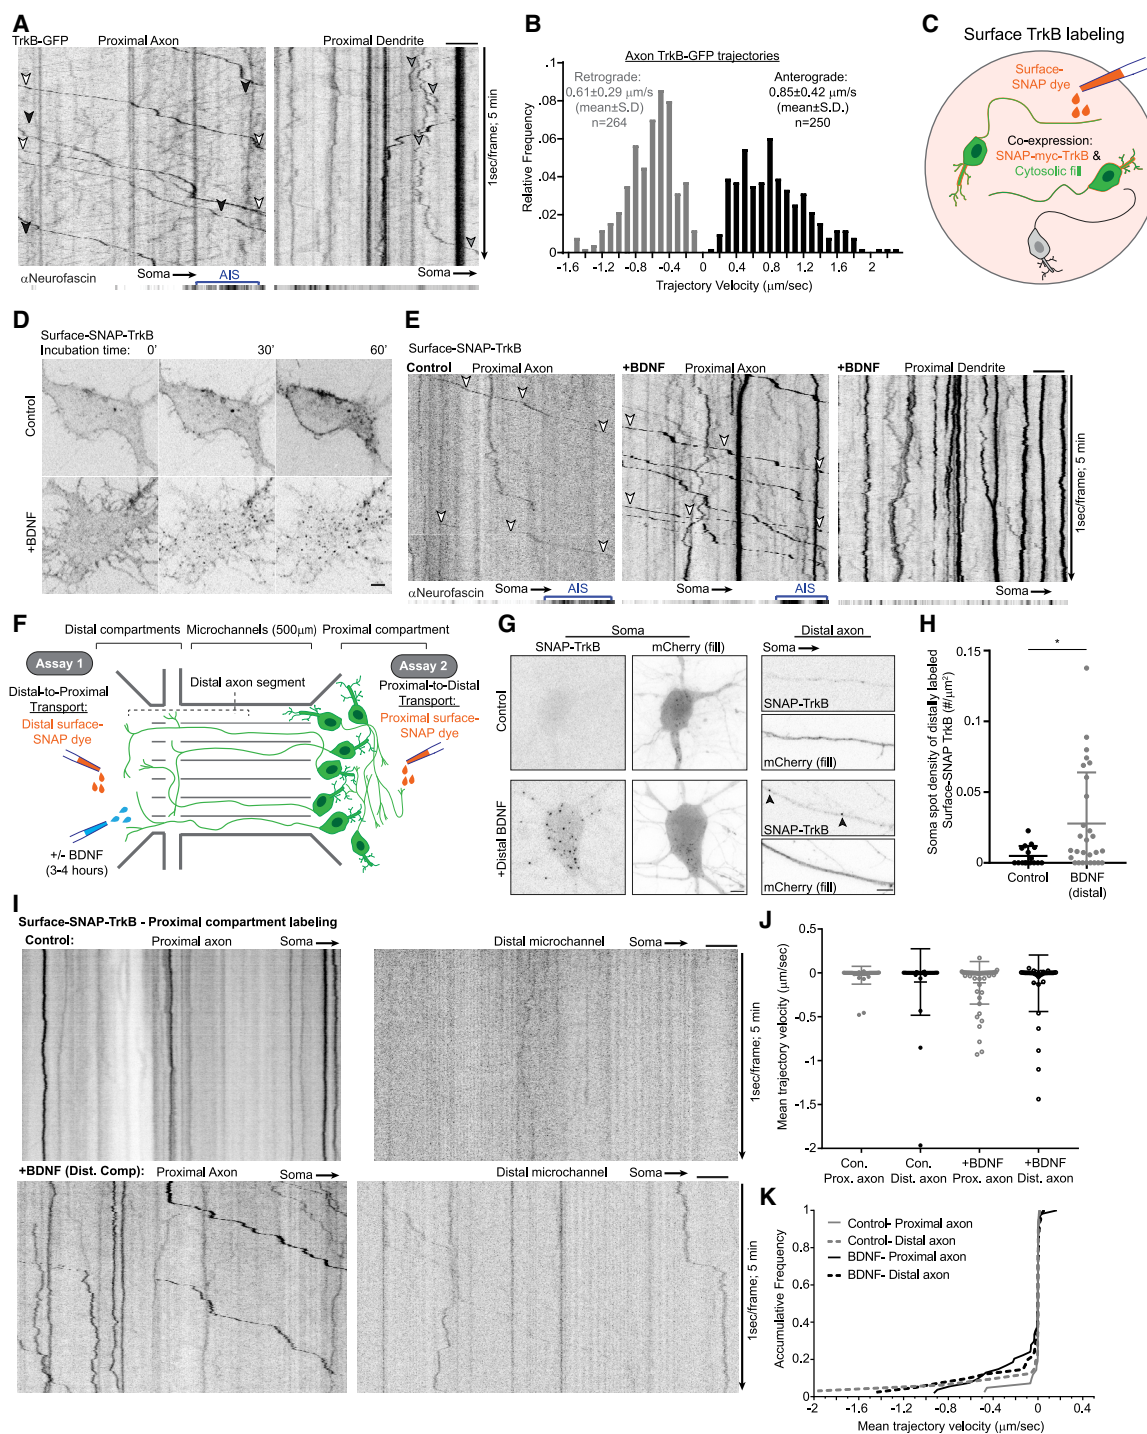 A
TrkB-GFP
Proximal Axon
Proximal Dendrite
1sec/frame; 5 min
αNeurofascin
Soma
AIS
Soma
B
Axon TrkB-GFP trajectories
Retrograde:
0.61±0.29 μm/s
(mean±S.D)
n=264
Anterograde:
0.85±0.42 μm/s
(mean±S.D.)
n=250
Relative Frequency
.1
.08
.06
.04
.02
0
-1.6
-1.2
-0.8
-0.4
0
0.4
0.8
1.2
1.6
2
Trajectory Velocity (μm/sec)
C
Surface TrkB labeling
Surface-
SNAP dye
Co-expression:
SNAP-myc-TrkB &
Cytosolic fill
D
Surface-SNAP-TrkB
Incubation time:
0'
30'
60'
Control
+BDNF
E
Surface-SNAP-TrkB
Control
Proximal Axon
+BDNF
Proximal Axon
+BDNF
Proximal Dendrite
1sec/frame; 5 min
αNeurofascin
Soma
AIS
Soma
AIS
Soma
F
Distal compartments
Microchannels (500μm)
Proximal compartment
Assay 1
Distal-to-Proximal
Transport:
Distal surface-
SNAP dye
Distal axon segment
Assay 2
Proximal-to-Distal
Transport:
Proximal surface-
SNAP dye
+/- BDNF
(3-4 hours)
G
Soma
SNAP-TrkB
mCherry (fill)
Distal axon
Soma
Control
SNAP-TrkB
mCherry (fill)
+Distal BDNF
SNAP-TrkB
mCherry (fill)
H
Soma spot density of distally labeled
Surface-SNAP TrkB (#/μm²)
0.15
0.10
0.05
0.00
*
Control
BDNF
(distal)
I
Surface-SNAP-TrkB - Proximal compartment labeling
Control:
Proximal axon
Soma
Distal microchannel
Soma
1sec/frame; 5 min
+BDNF (Dist. Comp):
Proximal Axon
Soma
Distal microchannel
Soma
1sec/frame; 5 min
J
Mean trajectory velocity (μm/sec)
0.5
0
-0.5
-1
-1.5
-2
Con.
Prox. axon
Con.
Dist. axon
+BDNF
Prox. axon
+BDNF
Dist. axon
K
Accumulative Frequency
1
0.8
0.6
0.4
0.2
0
Control- Proximal axon
Control- Distal axon
BDNF- Proximal axon
BDNF- Distal axon
-2
-1.6
-1.2
-0.8
-0.4
0
0.4
Mean trajectory velocity (μm/sec)